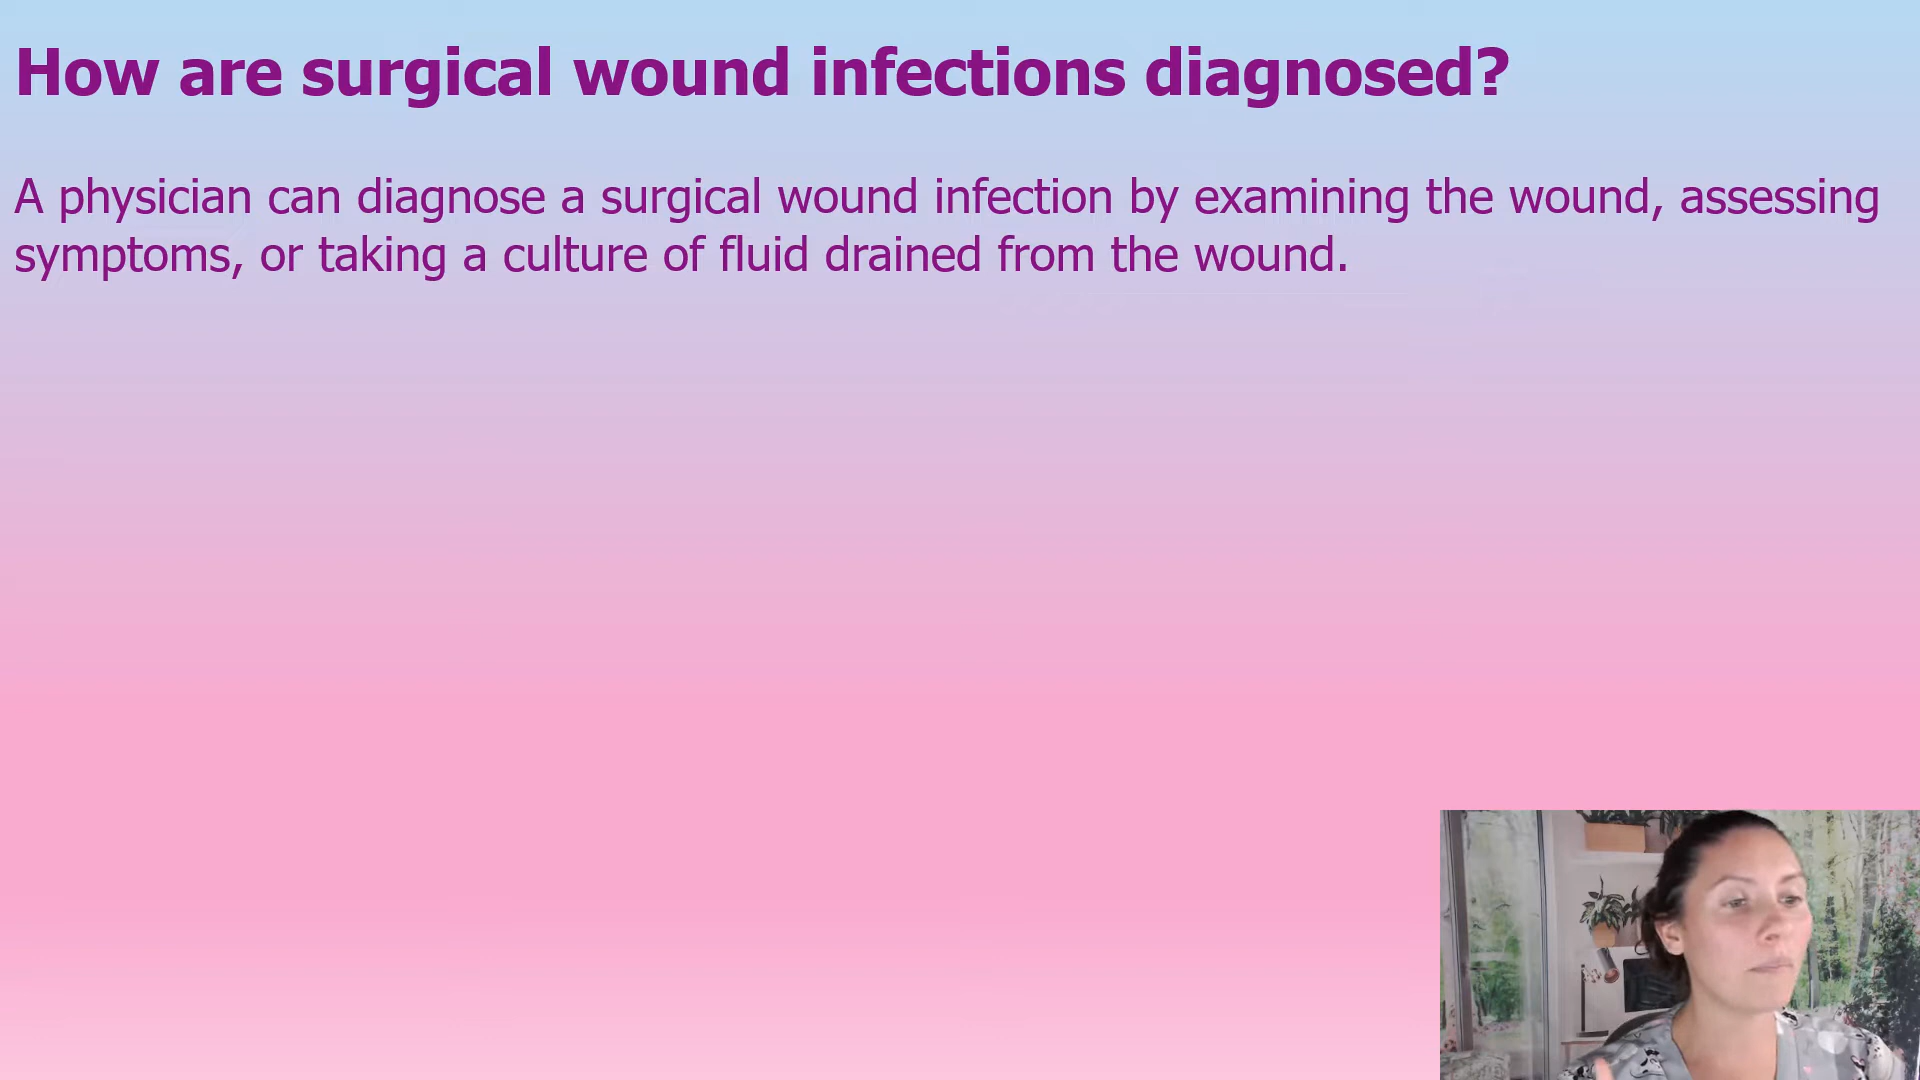 How are surgical wound infections diagnosed?
A physician can diagnose a surgical wound infection by examining the wound, assessing
symptoms, or taking a culture of fluid drained from the wound.